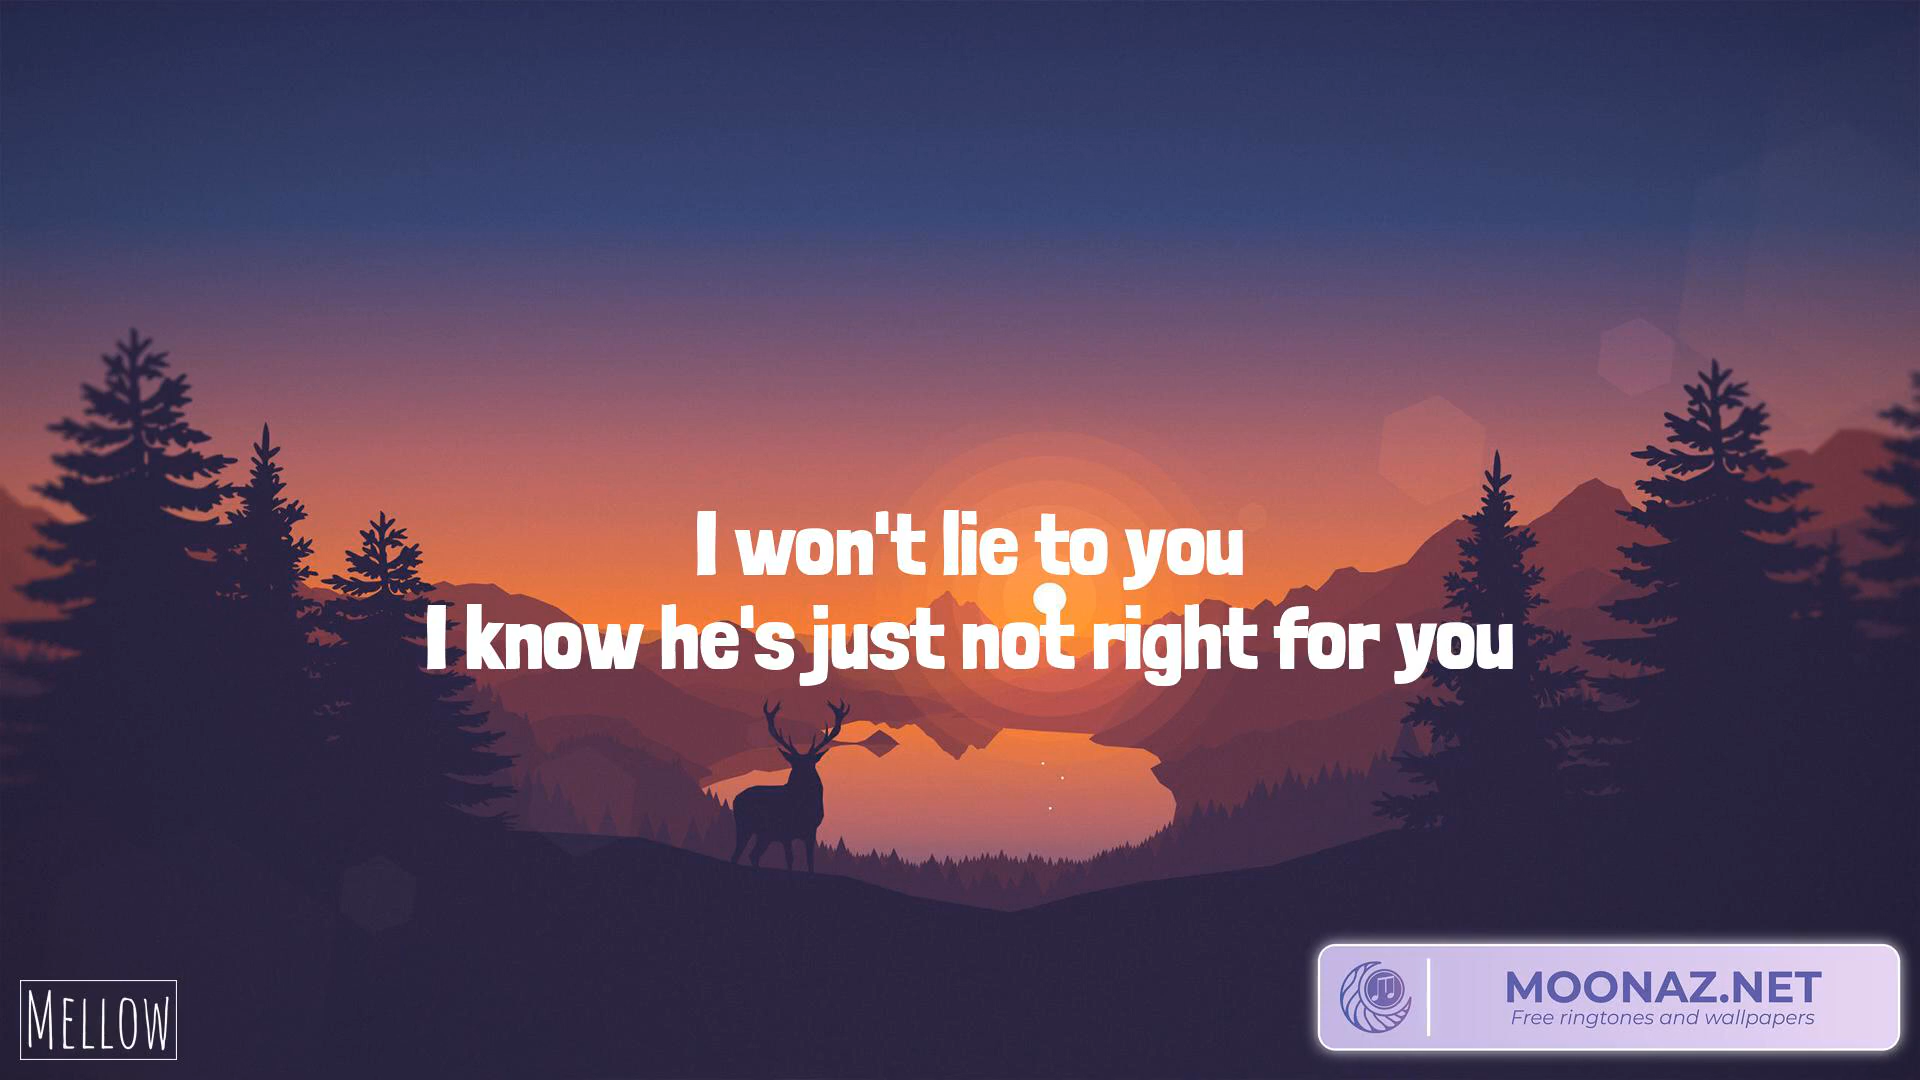 I won't lie to you
I know he's just not right for you
MELLOW
MOONAZ.NET
Free ringtones and wallpapers